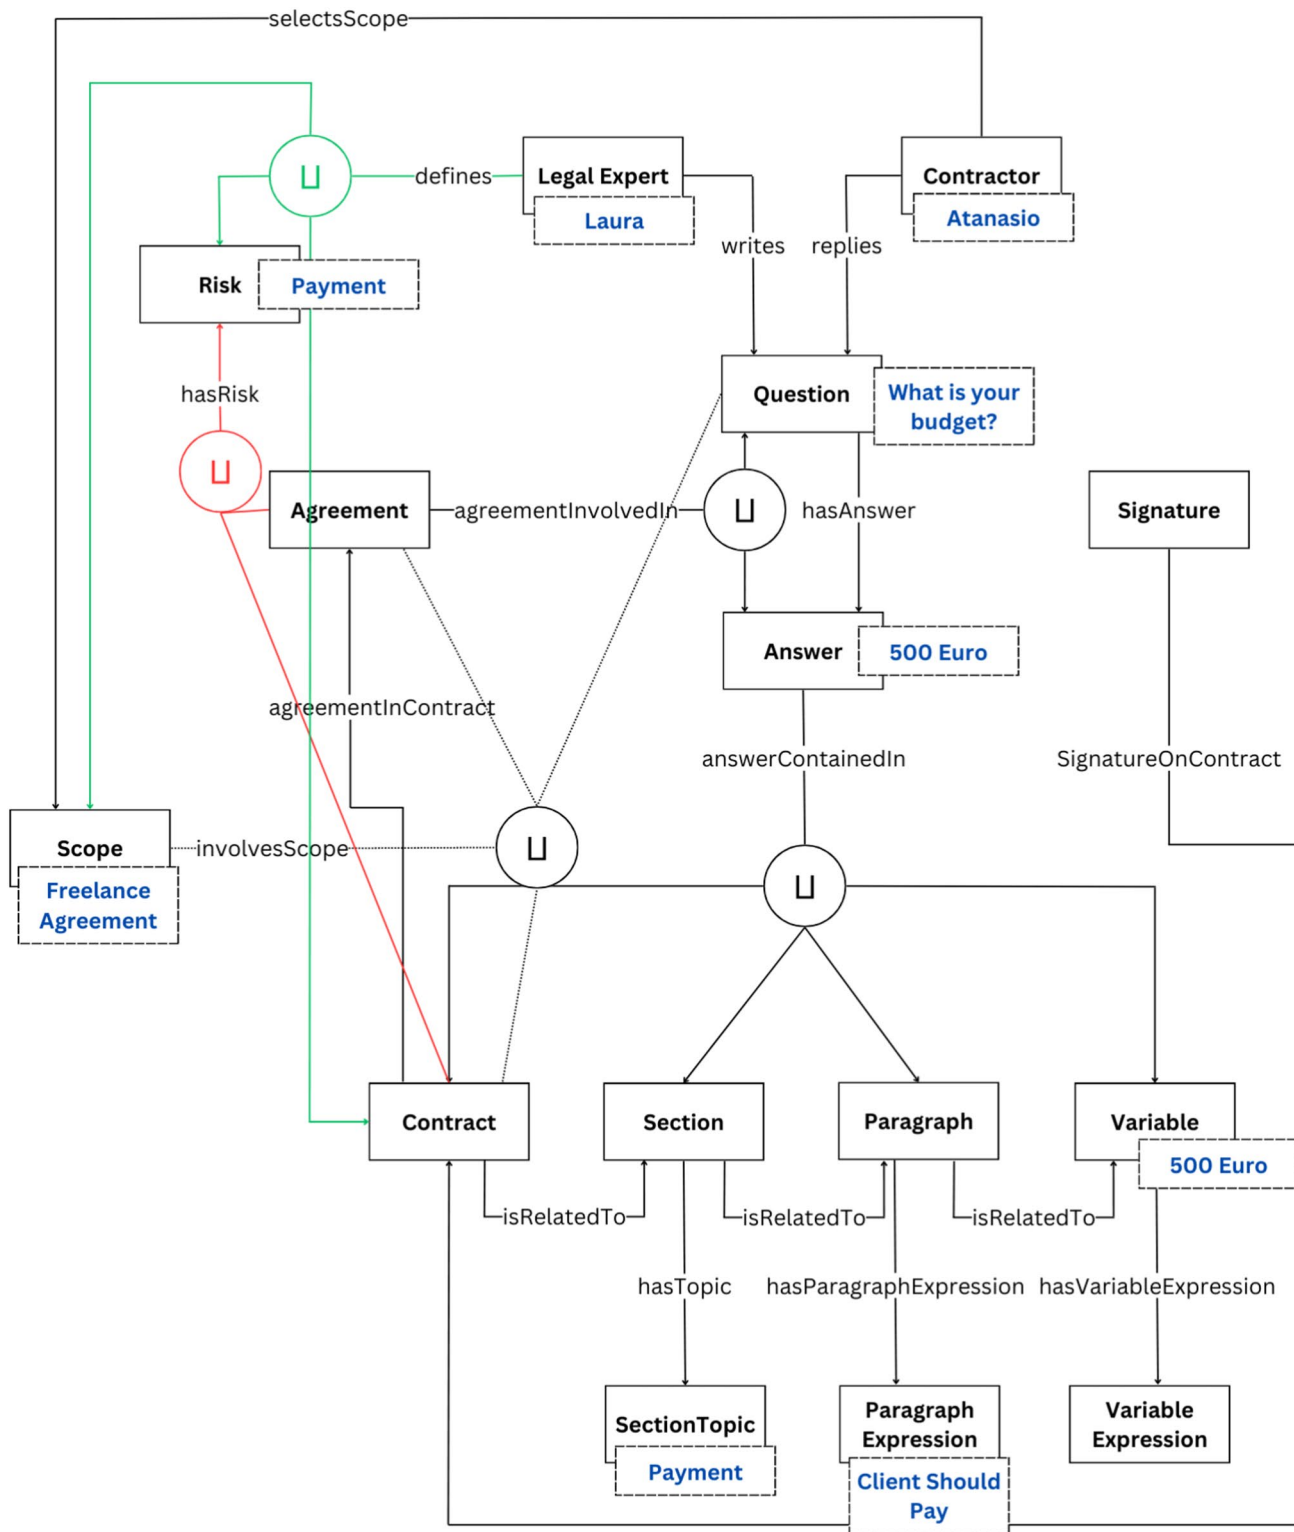 selectsScope
⊔
defines
Legal Expert
Laura
Contractor
Atanasio
writes
replies
Risk
Payment
hasRisk
Question
What is your
budget?
⊔
Agreement
agreementInvolvedIn
⊔
hasAnswer
Signature
Answer
500 Euro
agreementInContract
answerContainedIn
SignatureOnContract
Scope
involvesScope
⊔
Freelance
Agreement
⊔
Contract
Section
Paragraph
Variable
500 Euro
isRelatedTo
isRelatedTo
isRelatedTo
hasTopic
hasParagraphExpression
hasVariableExpression
SectionTopic
Payment
Paragraph
Expression
Client Should
Pay
Variable
Expression